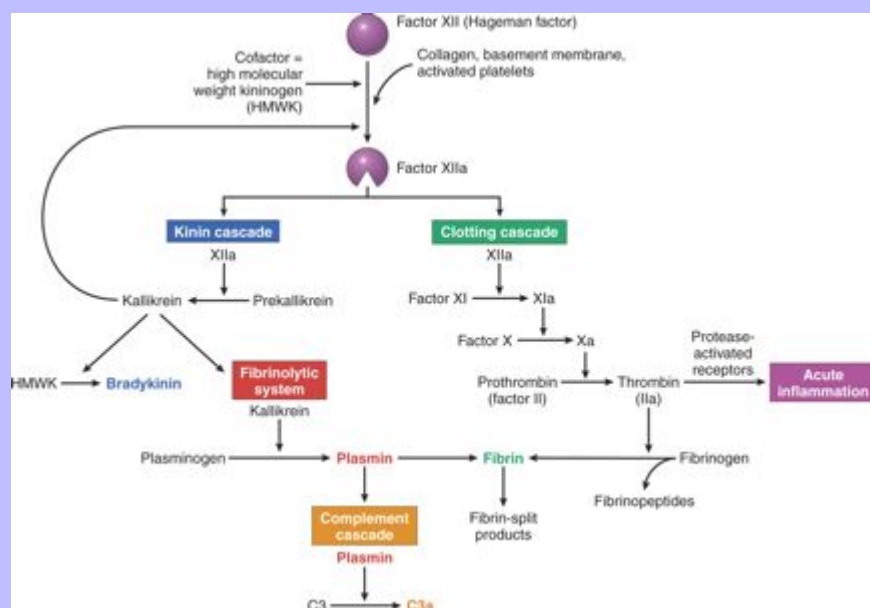 Factor XII (Hageman factor)
Cofactor =
high molecular
weight kininogen
(HMWK)
Collagen, basement membrane,
activated platelets
Factor XIIa
Kinin cascade
Clotting cascade
XIIa
XIIa
Kallikrein
Prekallikrein
Factor XI
XIa
Factor X
Xa
Protease-
activated
receptors
HMWK
Bradykinin
Fibrinolytic
system
Prothrombin
(factor II)
Thrombin
(IIa)
Acute
inflammation
Kallikrein
Plasminogen
Plasmin
Fibrin
Fibrinogen
Fibrinopeptides
Complement
cascade
Fibrin-split
products
Plasmin
C3
C3a